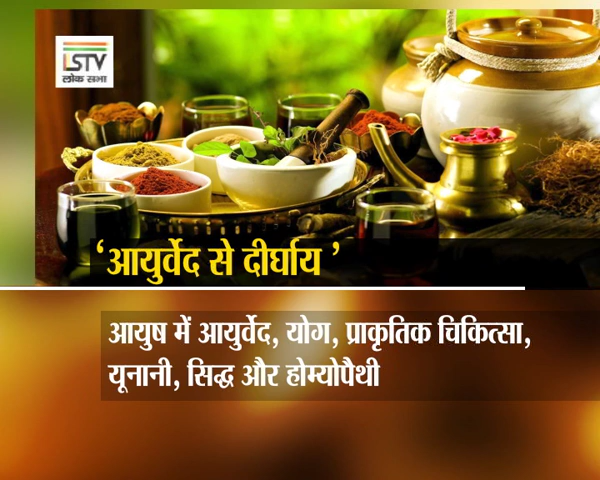 LSTV
लोक सभा
‘आयुर्वेद से दीर्घाय ’
आयुष में आयुर्वेद, योग, प्राकृतिक चिकित्सा,
यूनानी, सिद्ध और होम्योपैथी